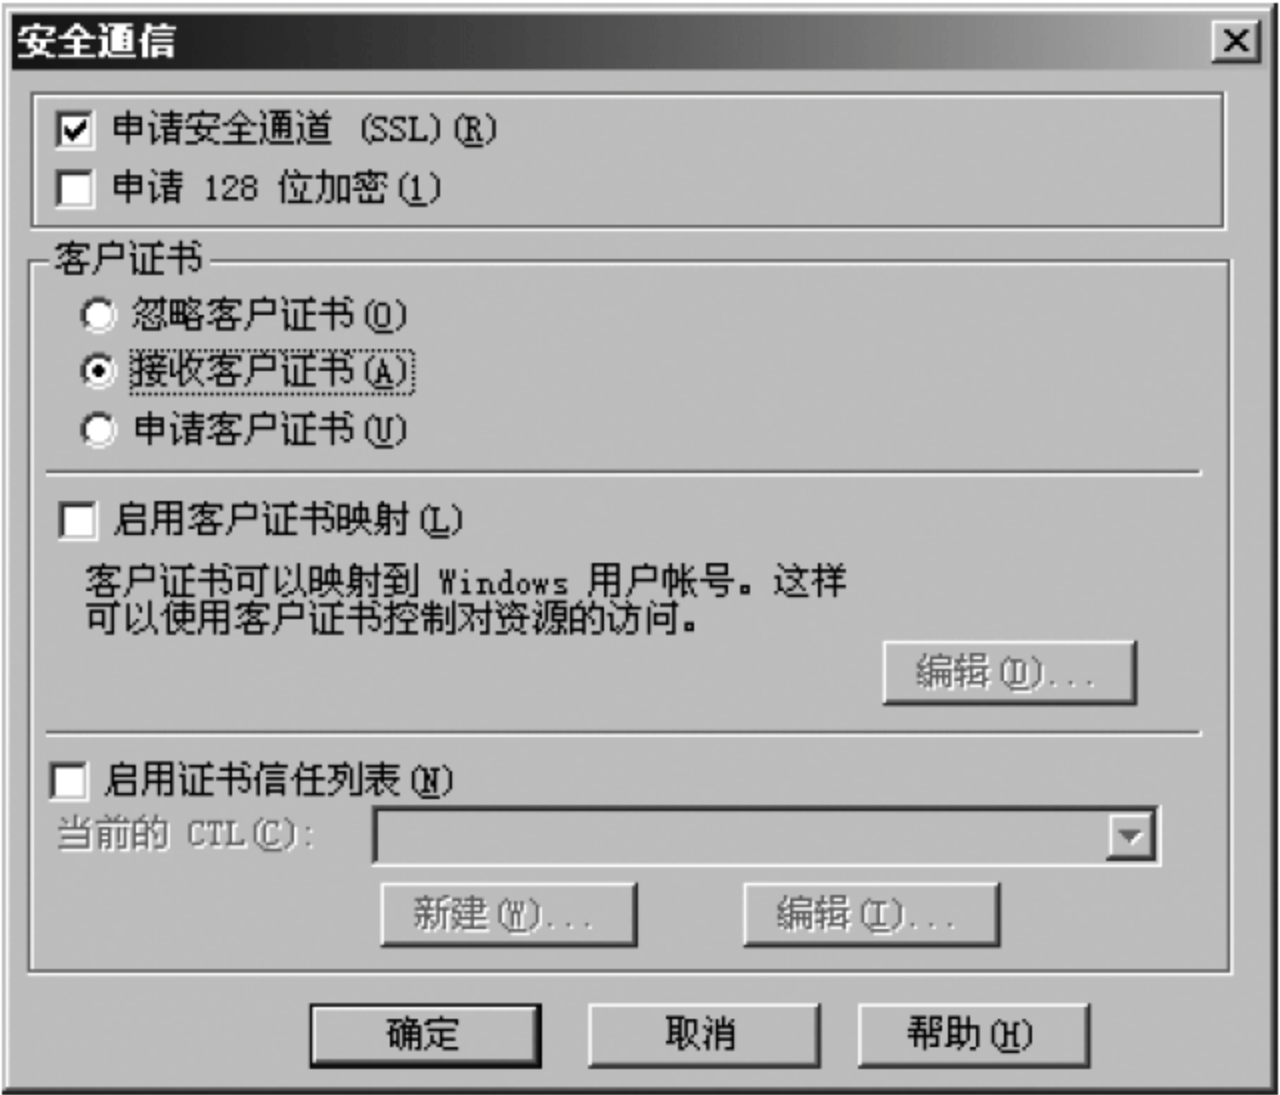 安全通信
申请安全通道 (SSL)(R)
申请 128 位加密(1)
客户证书
忽略客户证书(O)
接收客户证书(A)
申请客户证书(U)
启用客户证书映射(L)
客户证书可以映射到 Windows 用户帐号。这样
可以使用客户证书控制对资源的访问。
编辑(D)...
启用证书信任列表(N)
当前的 CTL(C):
新建(W)... 编辑(I)...
确定 取消 帮助(H)